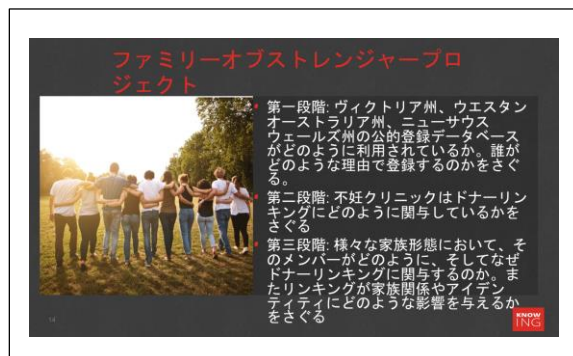 ファミリーオブストレンジャープロ
ジェクト
• 第一段階: ヴィクトリア州、ウエスタン
オーストラリア州、ニューサウス
ウェールズ州の公的登録データベース
がどのように利用されているか。誰が
どのような理由で登録するのかをさぐ
る。
• 第二段階: 不妊クリニックはドナーリン
キングにどのように関与しているかを
さぐる
• 第三段階: 様々な家族形態において、そ
のメンバーがどのように、そしてなぜ
ドナーリンキングに関与するのか。ま
たリンキングが家族関係やアイデン
ティティにどのような影響を与えるか
をさぐる
14
KNOW
ING